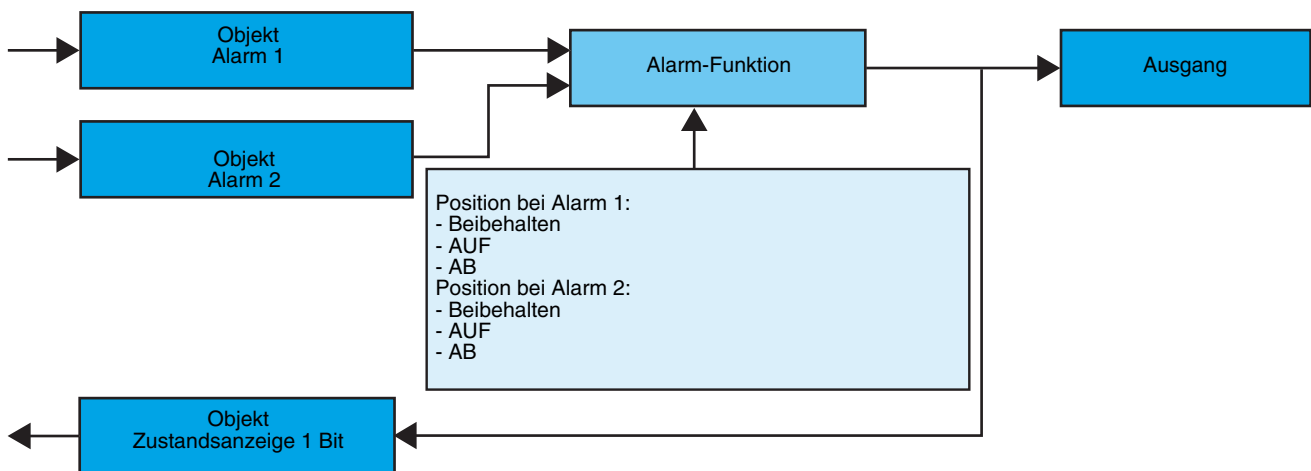 Objekt
Alarm 1
Alarm-Funktion
Ausgang
Objekt
Alarm 2
Position bei Alarm 1:
- Beibehalten
- AUF
- AB
Position bei Alarm 2:
- Beibehalten
- AUF
- AB
Objekt
Zustandsanzeige 1 Bit